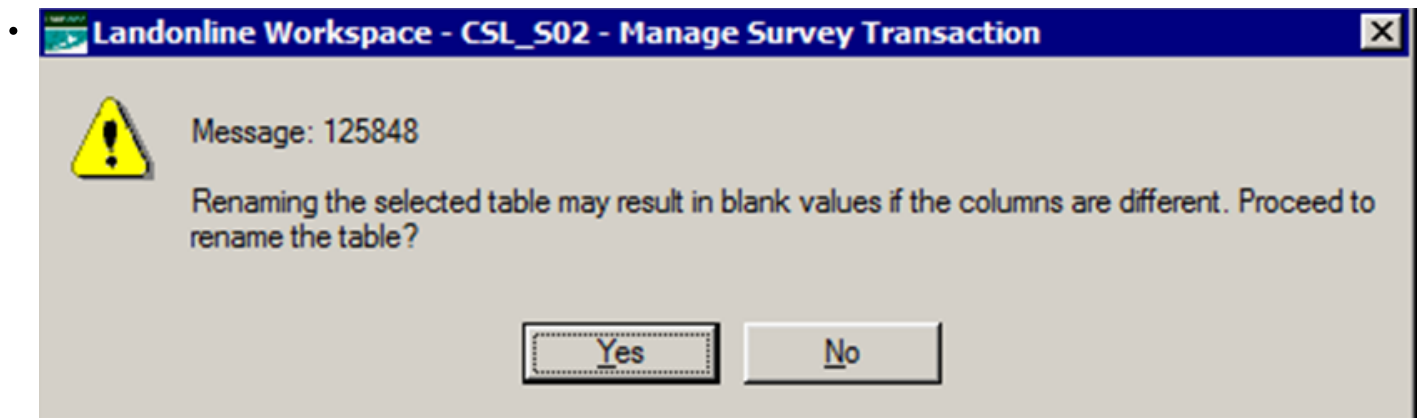 Landonline Workspace - CSL_S02 - Manage Survey Transaction
Message: 125848
Renaming the selected table may result in blank values if the columns are different. Proceed to
rename the table?
Yes
No